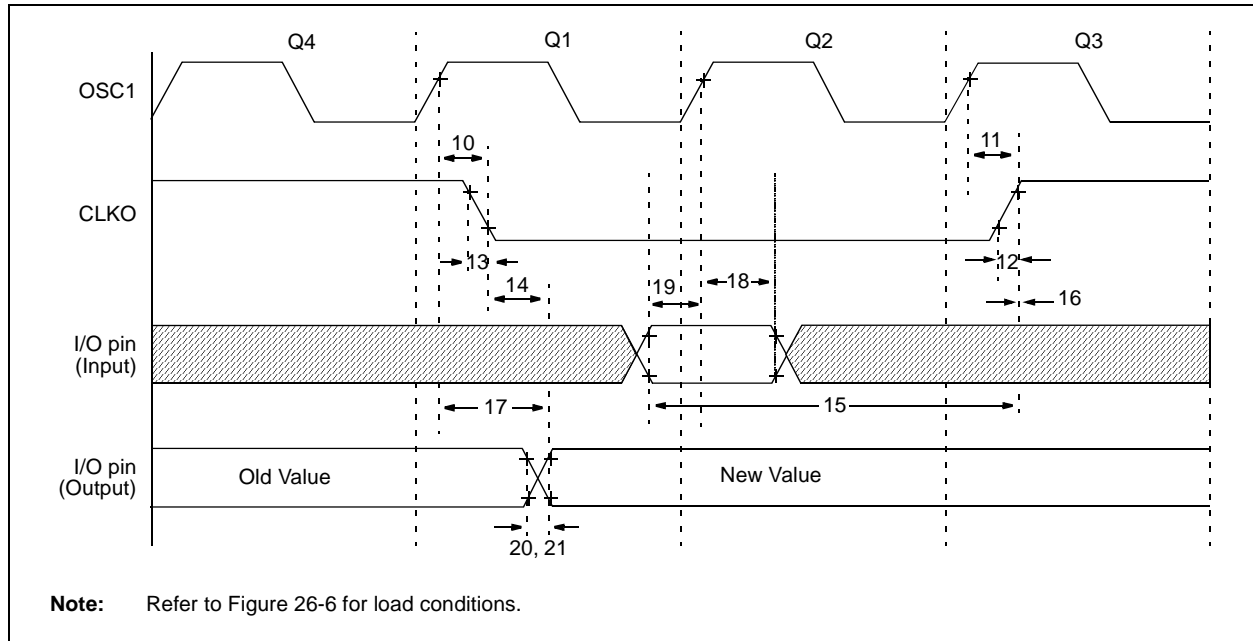 Q4 Q1 Q2 Q3
OSC1
10 11
CLKO
13 12
14 19 18 16
I/O pin
(Input)
17 15
I/O pin
(Output)
Old Value New Value
20, 21
Note: Refer to Figure 26-6 for load conditions.